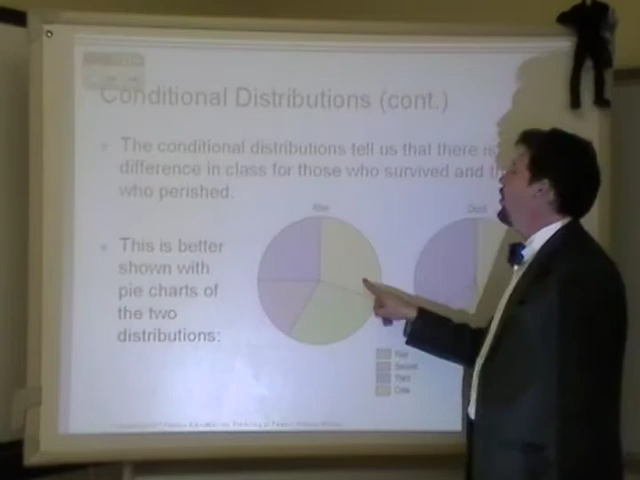 Conditional Distributions (cont.)
The conditional distributions tell us that there is
difference in class for those who survived and
who perished.
This is better
shown with
pie charts of
the two
distributions:
Alive
Dead
First
Second
Third
Crew